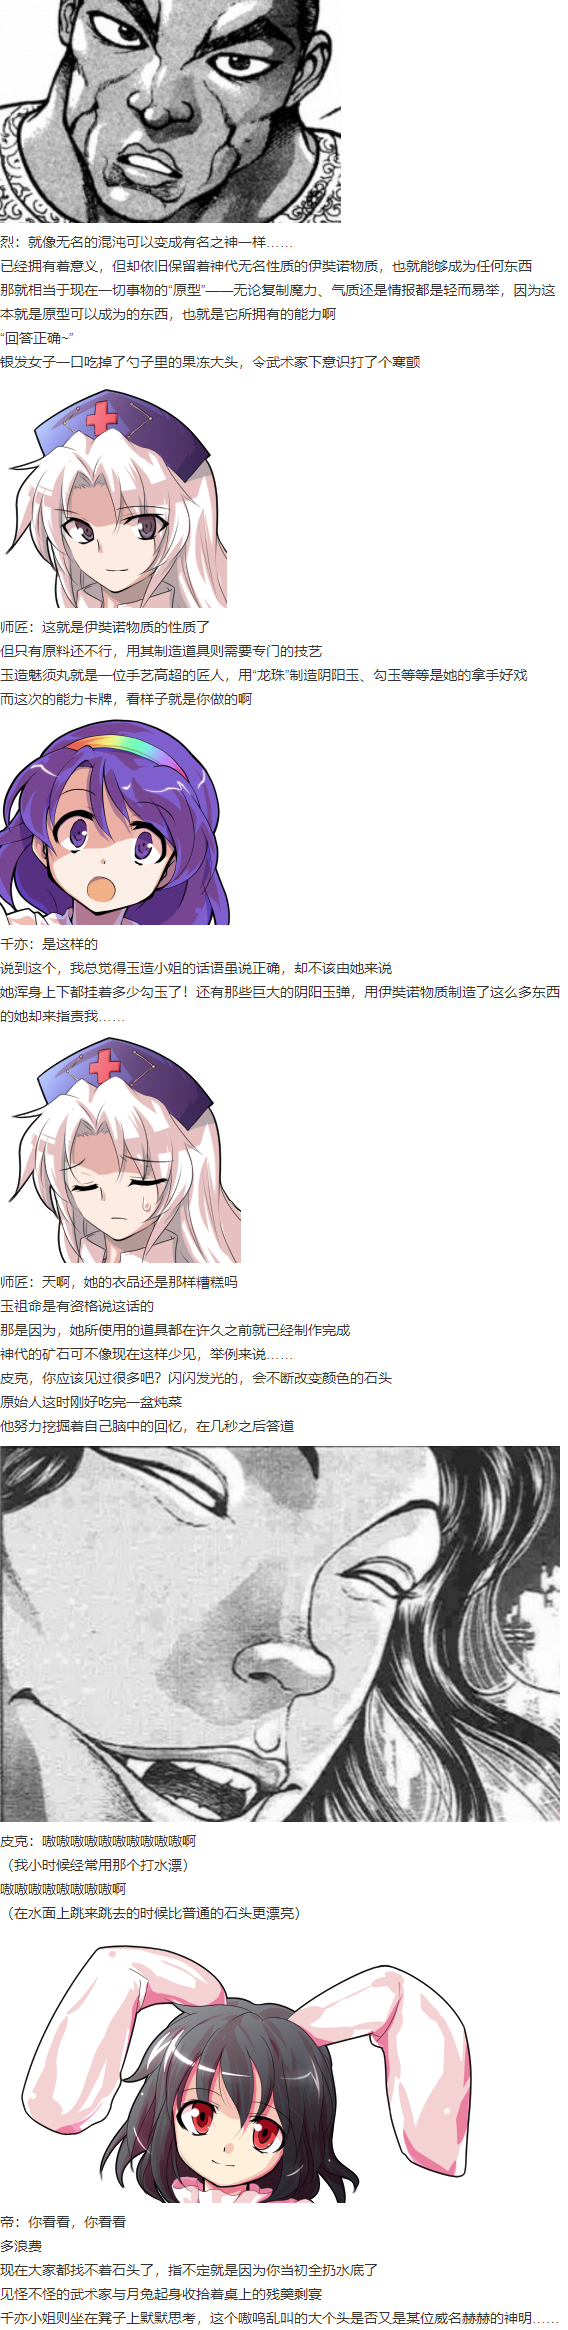 烈：就像无名的混沌可以变成有名之神一样……
已经拥有着意义，但却依旧保留着神代无名性质的伊奘诺物质，也就能够成为任何东西
那就相当于现在一切事物的“原型”——无论复制魔力、气质还是情报都是轻而易举，因为这
本就是原型可以成为的东西，也就是它所拥有的能力啊
“回答正确~”
银发女子一口吃掉了勺子里的果冻大头，令武术家下意识打了个寒颤
师匠：这就是伊奘诺物质的性质了
但只有原料还不行，用其制造道具则需要专门的技艺
玉造魅须丸就是一位手艺高超的匠人，用“龙珠”制造阴阳玉、勾玉等等是她的拿手好戏
而这次的能力卡牌，看样子就是你做的啊
千亦：是这样的
说到这个，我总觉得玉造小姐的话语虽说正确，却不该由她来说
她浑身上下都挂着多少勾玉了！还有那些巨大的阴阳玉弹，用伊奘诺物质制造了这么多东西
的她却来指责我……
师匠：天啊，她的衣品还是那样糟糕吗
玉祖命是有资格说这话的
那是因为，她所使用的道具都在许久之前就已经制作完成
神代的矿石可不像现在这样少见，举例来说……
皮克，你应该见过很多吧？闪闪发光的，会不断改变颜色的石头
原始人这时刚好吃完一盆炖菜
他努力挖掘着自己脑中的回忆，在几秒之后答道
皮克：嗷嗷嗷嗷嗷嗷嗷嗷嗷嗷啊
（我小时候经常用那个打水漂）
嗷嗷嗷嗷嗷嗷嗷嗷啊
（在水面上跳来跳去的时候比普通的石头更漂亮）
帝：你看看，你看看
多浪费
现在大家都找不着石头了，指不定就是因为你当初全扔水底了
见怪不怪的武术家与月兔起身收拾着桌上的残羹剩宴
千亦小姐则坐在凳子上默默思考，这个嗷呜乱叫的大个头是否又是某位威名赫赫的神明……